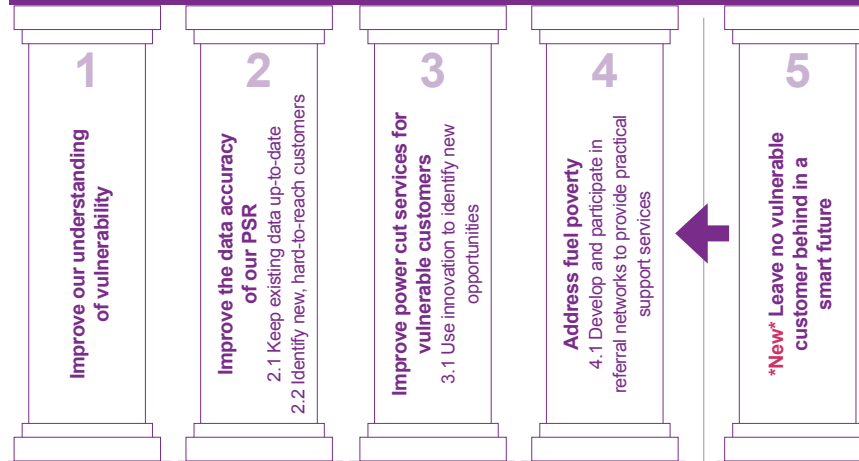 1
Improve our understanding
of vulnerability
2
Improve the data accuracy
of our PSR
2.1 Keep existing data up-to-date
2.2 Identify new, hard-to-reach customers
3
Improve power cut services for
vulnerable customers
3.1 Use innovation to identify new
opportunities
4
Address fuel poverty
4.1 Develop and participate in
referral networks to provide practical
support services
5
*New* Leave no vulnerable
customer behind in a
smart future